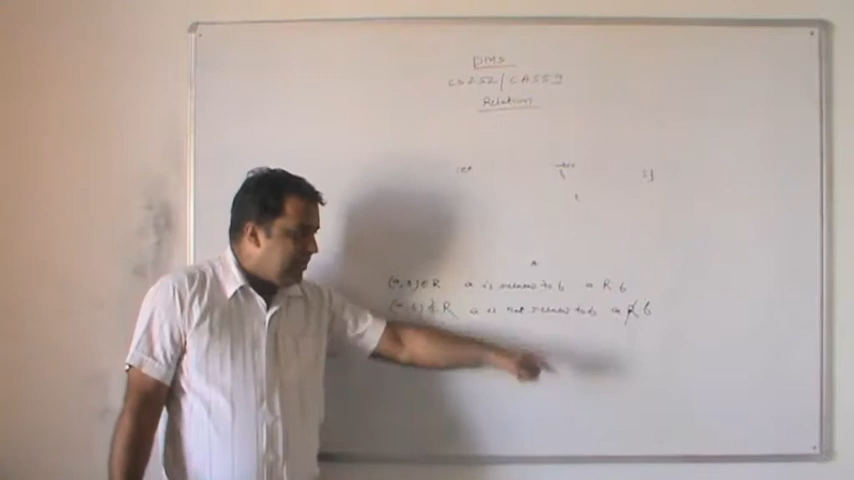 DMS
CS252/CA559
Relation
(a,b) ∈ R a is related to b a R b
(a,b) ∉ R a is not related to b a R̸ b